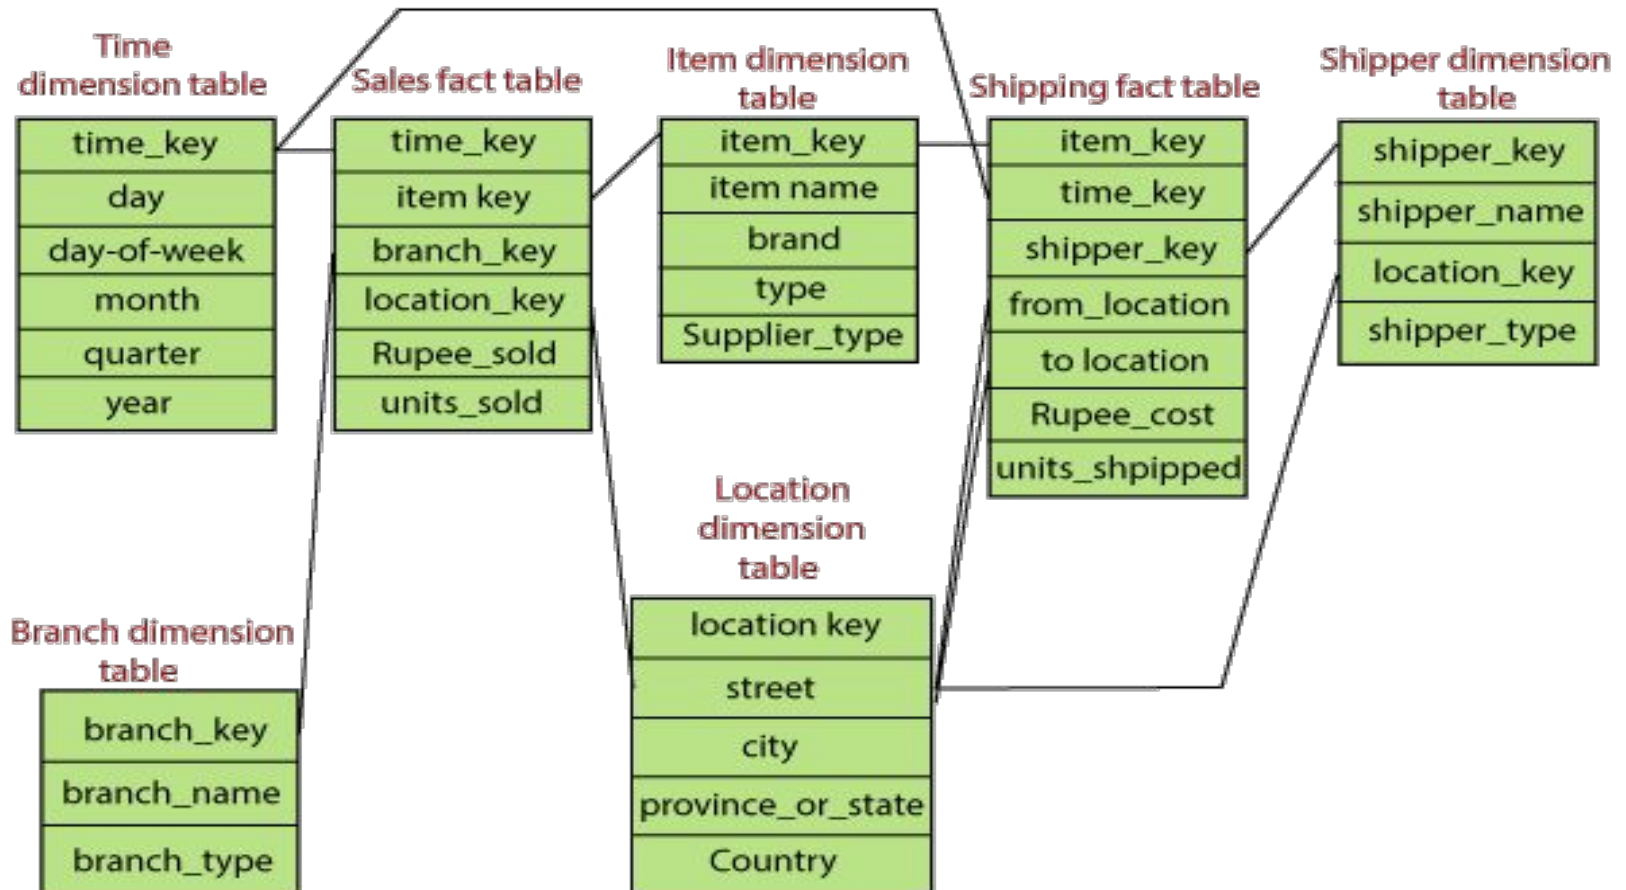 Time
dimension table
time_key
day
day-of-week
month
quarter
year
Sales fact table
time_key
item key
branch_key
location_key
Rupee_sold
units_sold
Item dimension
table
item_key
item name
brand
type
Supplier_type
Shipping fact table
item_key
time_key
shipper_key
from_location
to location
Rupee_cost
units_shpipped
Shipper dimension
table
shipper_key
shipper_name
location_key
shipper_type
Branch dimension
table
branch_key
branch_name
branch_type
Location
dimension
table
location key
street
city
province_or_state
Country